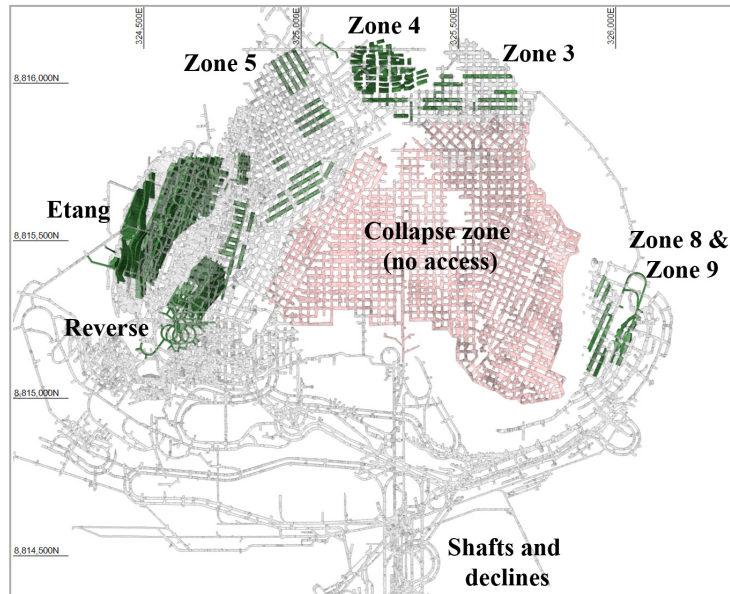 324,500E
325,000E
325,500E
326,000E
Zone 4
Zone 5
Zone 3
8,816,000N
Etang
8,815,500N
Collapse zone
(no access)
Zone 8 &
Zone 9
Reverse
8,815,000N
8,814,500N
Shafts and
declines